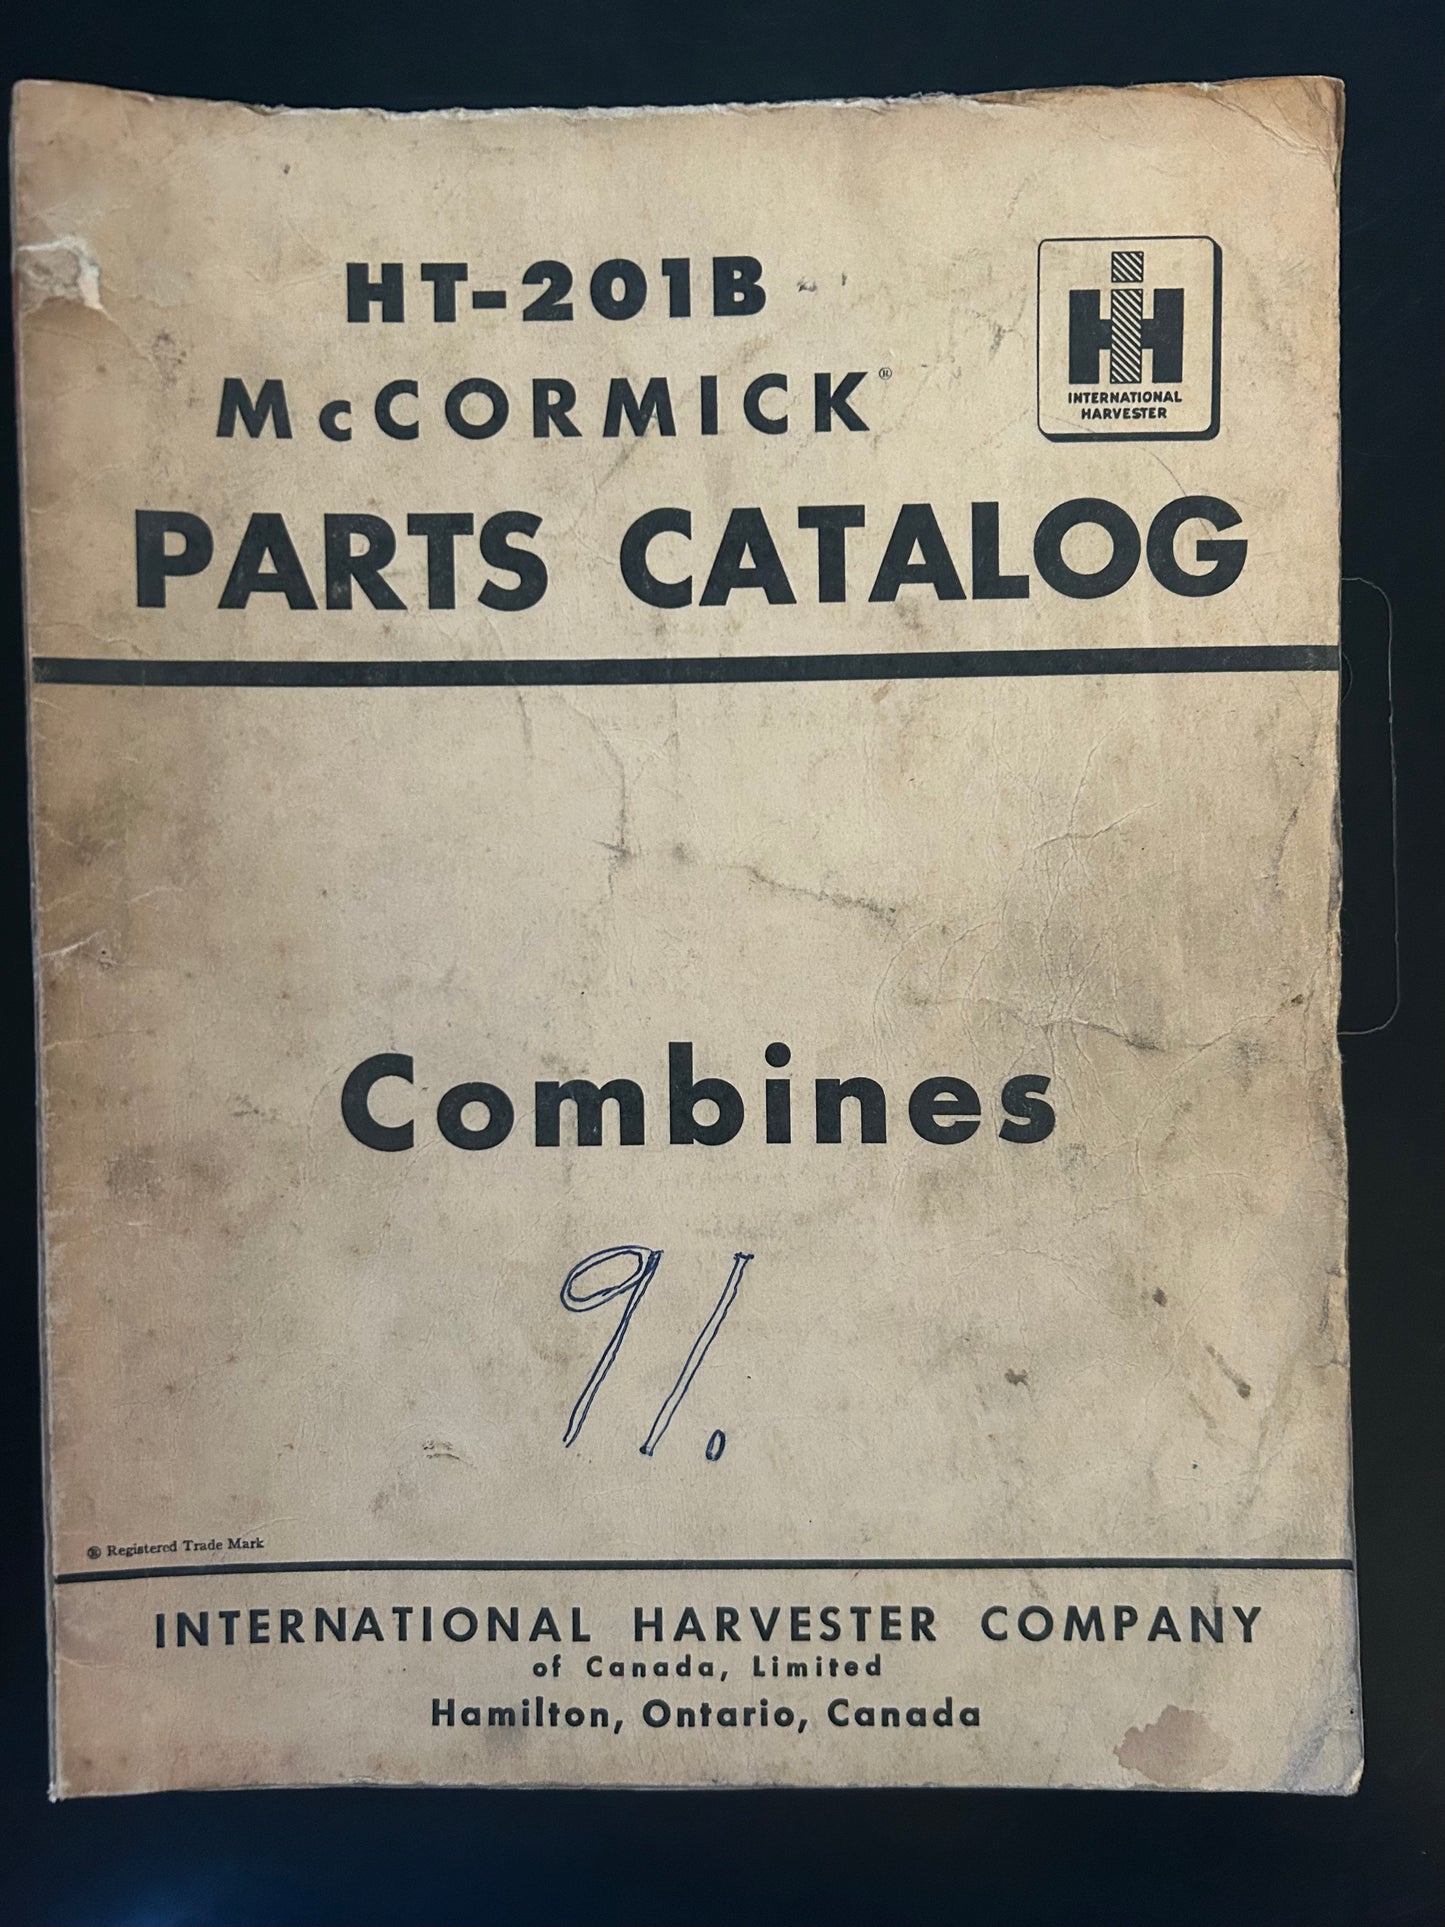 HT-201B
McCORMICK®
IH
INTERNATIONAL
HARVESTER
PARTS CATALOG
Combines
91.
® Registered Trade Mark
INTERNATIONAL HARVESTER COMPANY
of Canada, Limited
Hamilton, Ontario, Canada